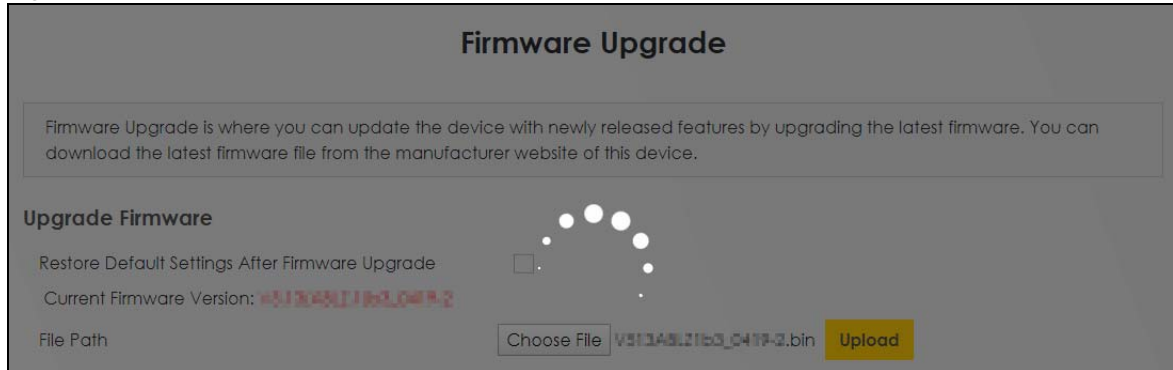 Firmware Upgrade
Firmware Upgrade is where you can update the device with newly released features by upgrading the latest firmware. You can
download the latest firmware file from the manufacturer website of this device.
Upgrade Firmware
Restore Default Settings After Firmware Upgrade
Current Firmware Version:
File Path
Choose File .bin Upload